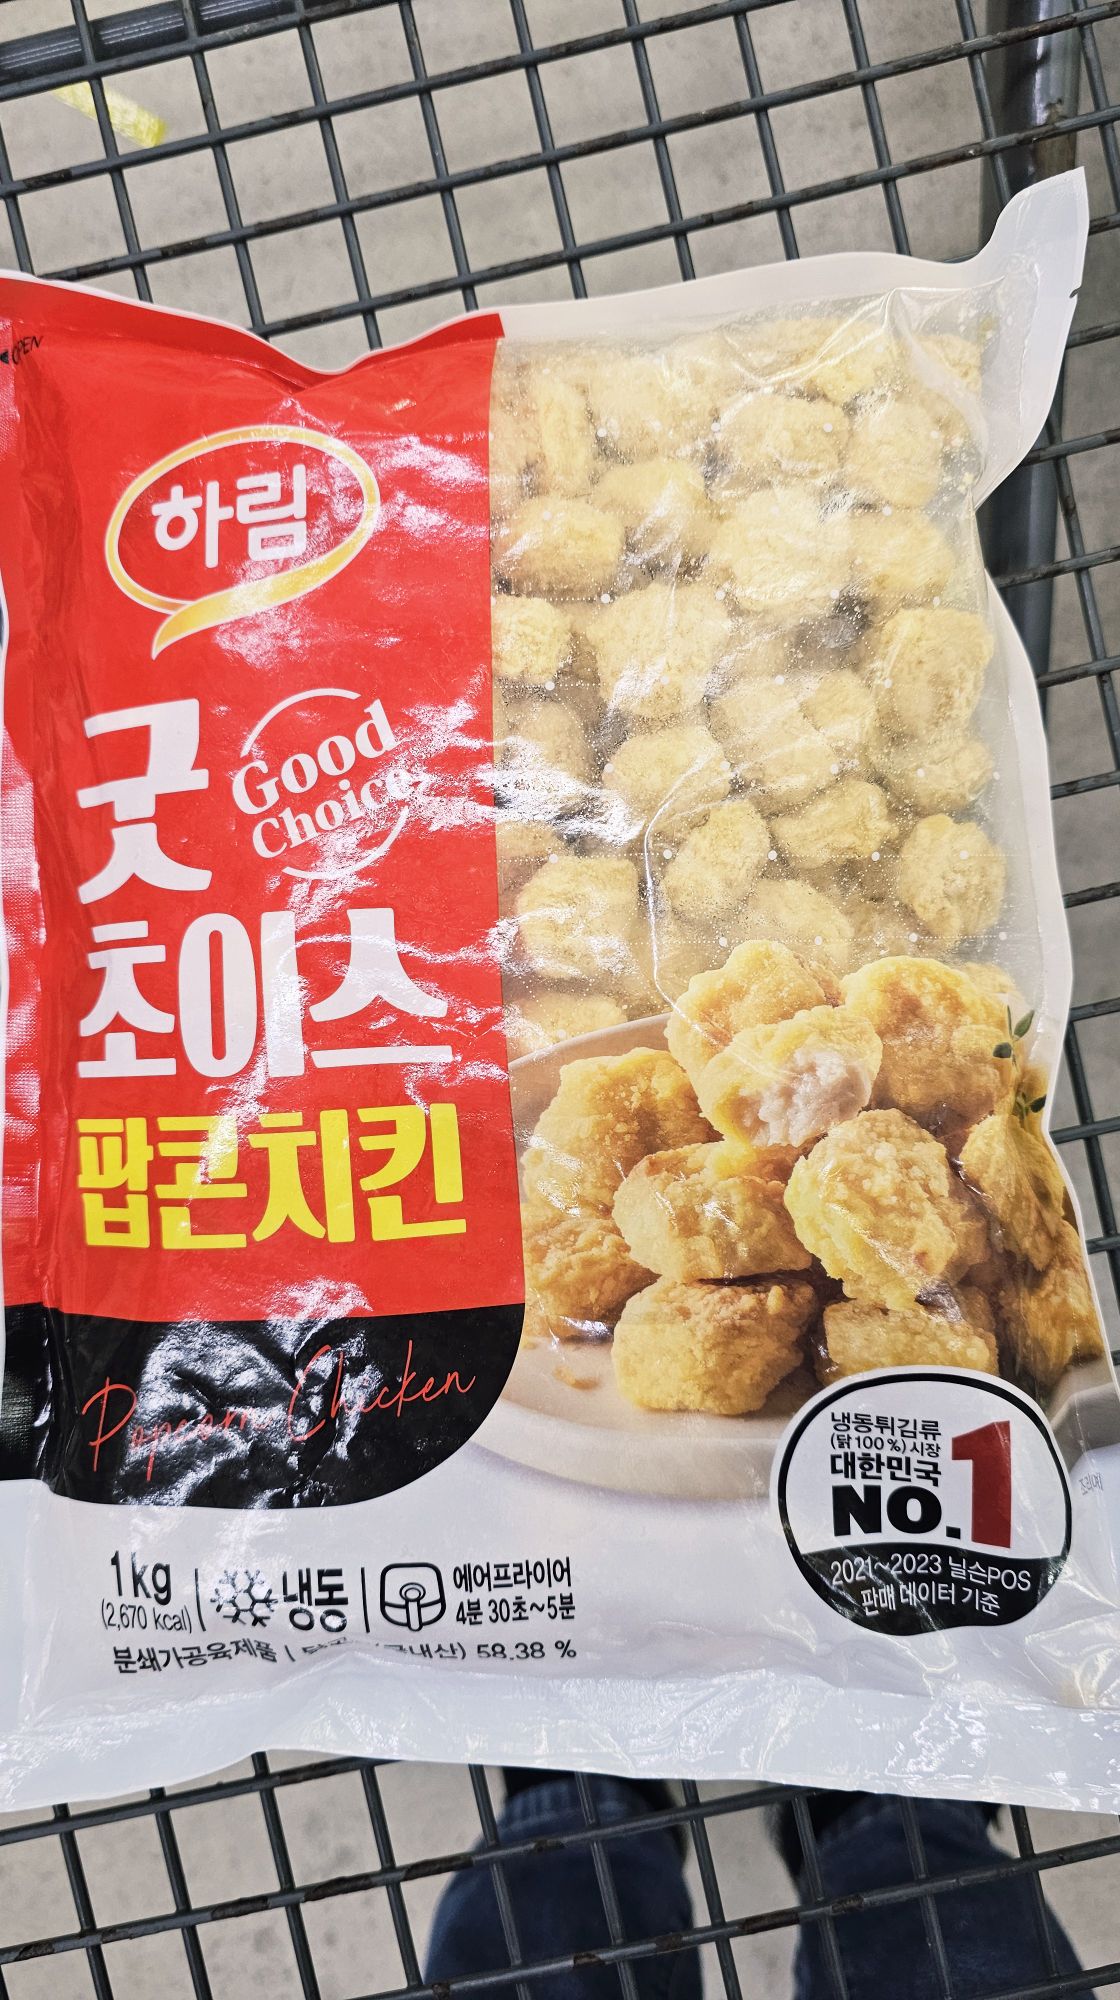 OPEN
하림
굿
Good
Choice
초이스
팝콘치킨
Popcorn Chicken
냉동튀김류
(닭 100 %) 시장
대한민국
NO.1
2021~2023 닐슨POS
판매 데이터 기준
1kg
(2,670 kcal)
냉동
에어프라이어
4분 30초~5분
분쇄가공육제품 | 58.38 %